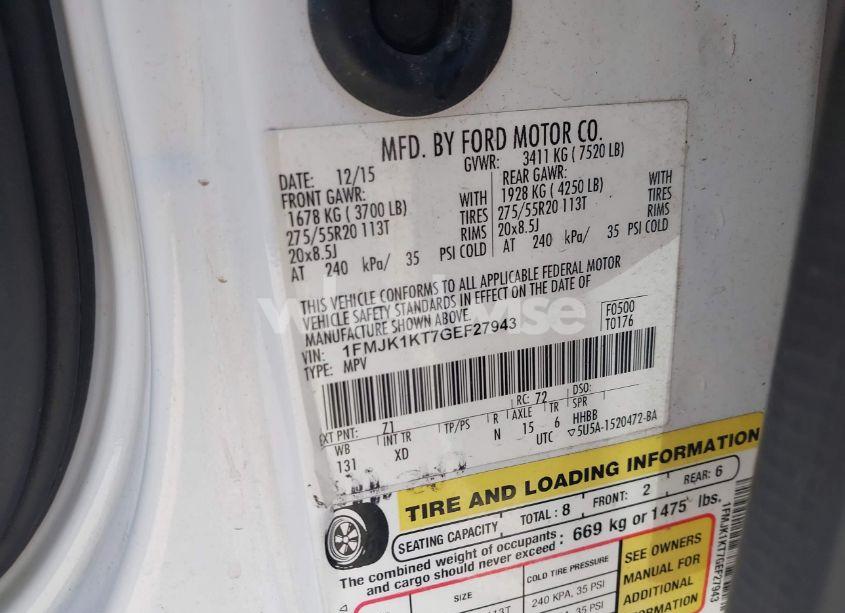 MFD. BY FORD MOTOR CO.
DATE: 12/15 GVWR: 3411 KG ( 7520 LB)
FRONT GAWR: REAR GAWR:
1678 KG ( 3700 LB) WITH 1928 KG ( 4250 LB) WITH
275/55R20 113T TIRES 275/55R20 113T TIRES
20x8.5J RIMS 20x8.5J RIMS
AT 240 kPa/ 35 PSI COLD AT 240 kPa/ 35 PSI COLD
THIS VEHICLE CONFORMS TO ALL APPLICABLE FEDERAL MOTOR
VEHICLE SAFETY STANDARDS IN EFFECT ON THE DATE OF
MANUFACTURE SHOWN ABOVE.
VIN: 1FMJK1KT7GEF27943 F0500
TYPE: MPV T0176
EXT PNT: Z1 RC: 72 DSO:
WB INT TR TP/PS R AXLE TR SPR
131 XD N 15 6 HHBB
UTC ▽5U5A-1520472-BA
TIRE AND LOADING INFORMATION
SEATING CAPACITY TOTAL : 8 FRONT: 2 REAR: 6
The combined weight of occupants
and cargo should never exceed : 669 kg or 1475 lbs.
SIZE COLD TIRE PRESSURE
240 KPA, 35 PSI
SEE OWNERS
MANUAL FOR
ADDITIONAL
INFORMATION
1FMJK1KT7GEF27943